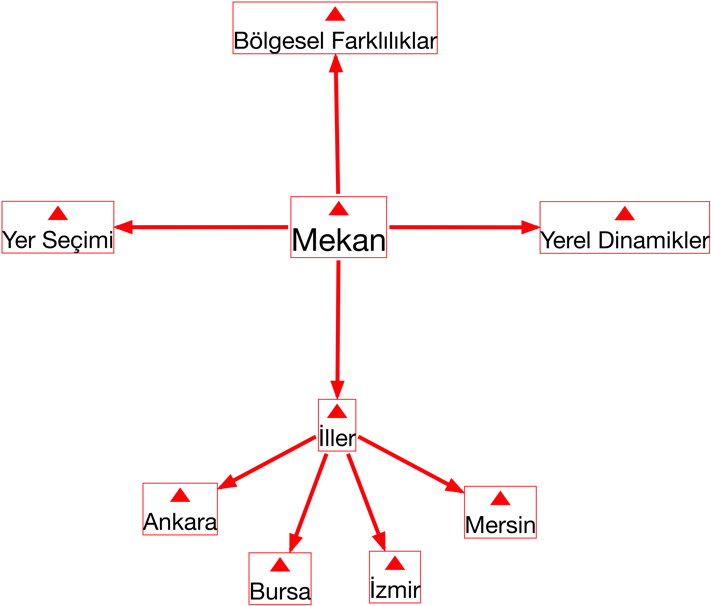 Bölgesel Farklılıklar
Yer Seçimi
Mekan
Yerel Dinamikler
İller
Ankara
Mersin
Bursa
İzmir